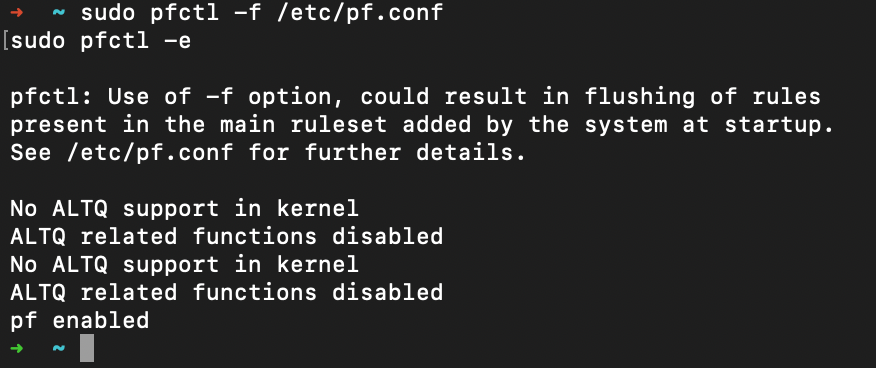 ➜  ~ sudo pfctl -f /etc/pf.conf
[sudo pfctl -e
pfctl: Use of -f option, could result in flushing of rules
present in the main ruleset added by the system at startup.
See /etc/pf.conf for further details.
No ALTQ support in kernel
ALTQ related functions disabled
No ALTQ support in kernel
ALTQ related functions disabled
pf enabled
➜  ~